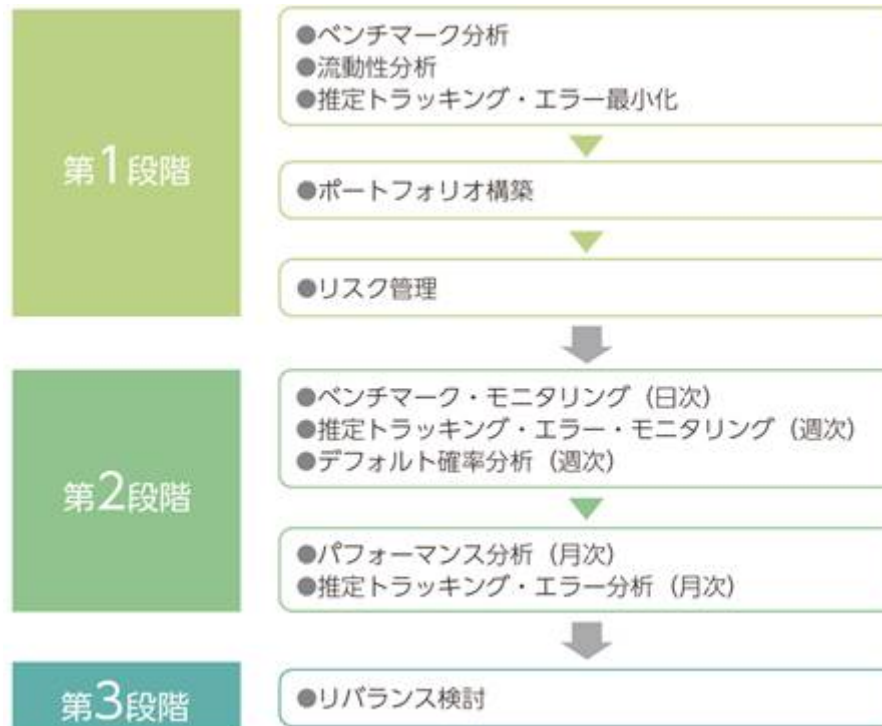 第1段階
●ベンチマーク分析
●流動性分析
●推定トラッキング・エラー最小化
●ポートフォリオ構築
●リスク管理
第2段階
●ベンチマーク・モニタリング（日次）
●推定トラッキング・エラー・モニタリング（週次）
●デフォルト確率分析（週次）
●パフォーマンス分析（月次）
●推定トラッキング・エラー分析（月次）
第3段階
●リバランス検討